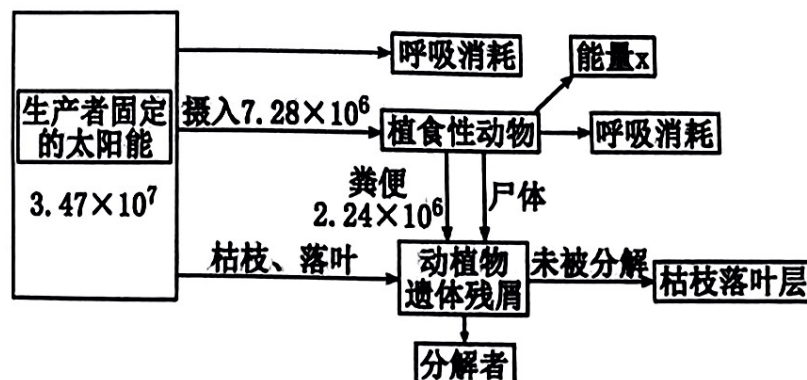 呼吸消耗
能量x
生产者固定
的太阳能
3.47×10⁷
摄入7.28×10⁶
植食性动物
呼吸消耗
粪便
2.24×10⁶
尸体
枯枝、落叶
动植物
遗体残屑
未被分解
枯枝落叶层
分解者